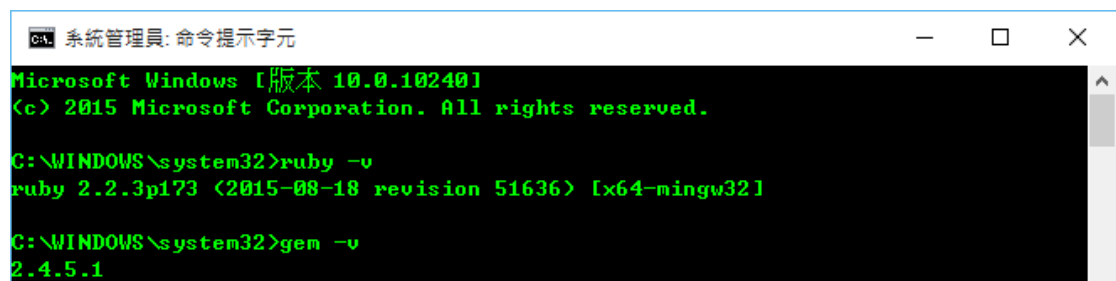 系統管理員: 命令提示字元
Microsoft Windows [版本 10.0.10240]
(c) 2015 Microsoft Corporation. All rights reserved.
C:\WINDOWS\system32>ruby -v
ruby 2.2.3p173 (2015-08-18 revision 51636) [x64-mingw32]
C:\WINDOWS\system32>gem -v
2.4.5.1